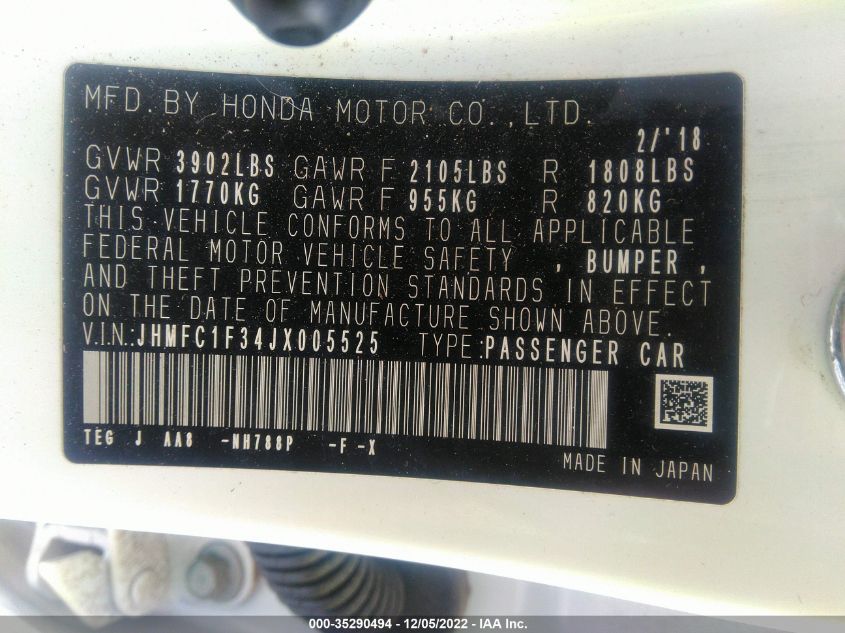 MFD. BY HONDA MOTOR CO., LTD.
2/'18
GVWR 3902LBS GAWR F 2105LBS R 1808LBS
GVWR 1770KG GAWR F 955KG R 820KG
THIS VEHICLE CONFORMS TO ALL APPLICABLE
FEDERAL MOTOR VEHICLE SAFETY , BUMPER ,
AND THEFT PREVENTION STANDARDS IN EFFECT
ON THE DATE OF MANUFACTURE SHOWN ABOVE.
V.I.N.:JHMFC1F34JX005525 TYPE:PASSENGER CAR
TEG J AA8 -NH788P -F -X
MADE IN JAPAN
000-35290494 - 12/05/2022 - IAA Inc.